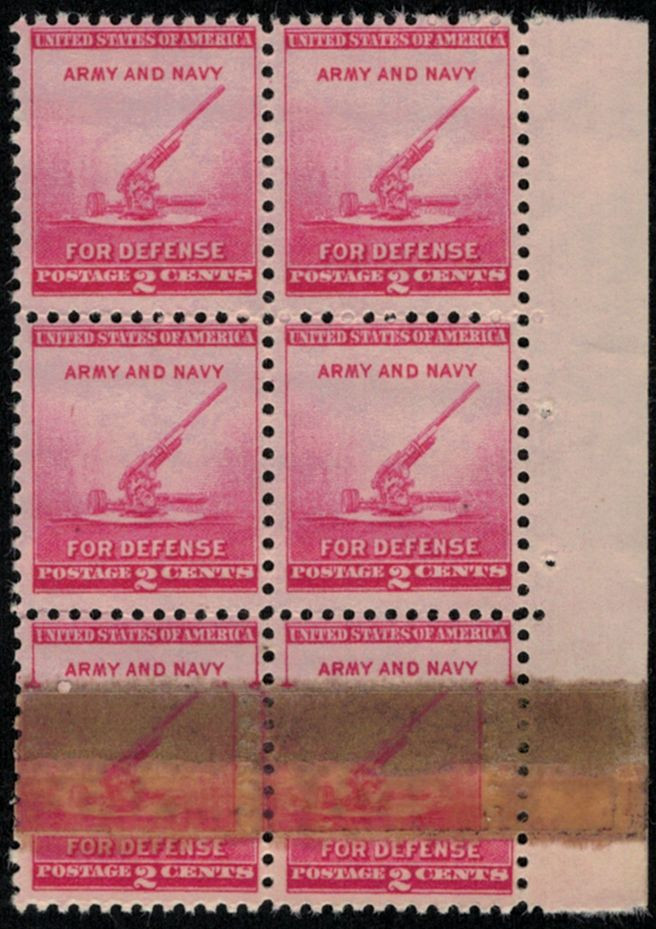 UNITED STATES OF AMERICA UNITED STATES OF AMERICA
ARMY AND NAVY ARMY AND NAVY
FOR DEFENSE FOR DEFENSE
POSTAGE 2 CENTS POSTAGE 2 CENTS
UNITED STATES OF AMERICA UNITED STATES OF AMERICA
ARMY AND NAVY ARMY AND NAVY
FOR DEFENSE FOR DEFENSE
POSTAGE 2 CENTS POSTAGE 2 CENTS
UNITED STATES OF AMERICA UNITED STATES OF AMERICA
ARMY AND NAVY ARMY AND NAVY
FOR DEFENSE FOR DEFENSE
POSTAGE 2 CENTS POSTAGE 2 CENTS